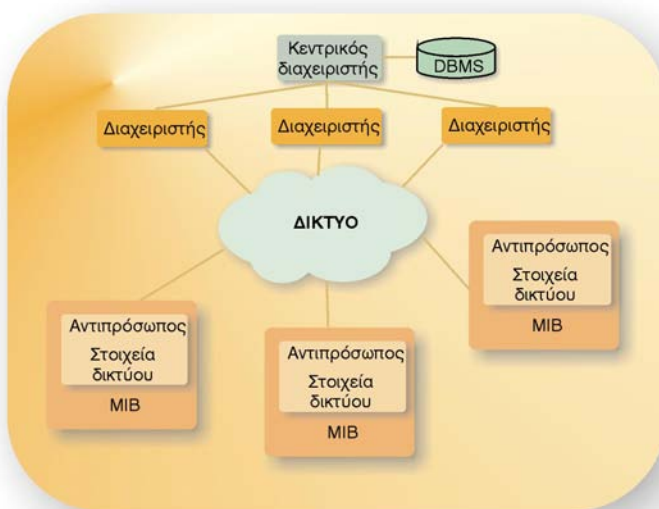 Κεντρικός
διαχειριστής
DBMS
Διαχειριστής
Διαχειριστής
Διαχειριστής
ΔΙΚΤΥΟ
Αντιπρόσωπος
Στοιχεία
δικτύου
MIB
Αντιπρόσωπος
Στοιχεία
δικτύου
MIB
Αντιπρόσωπος
Στοιχεία
δικτύου
MIB